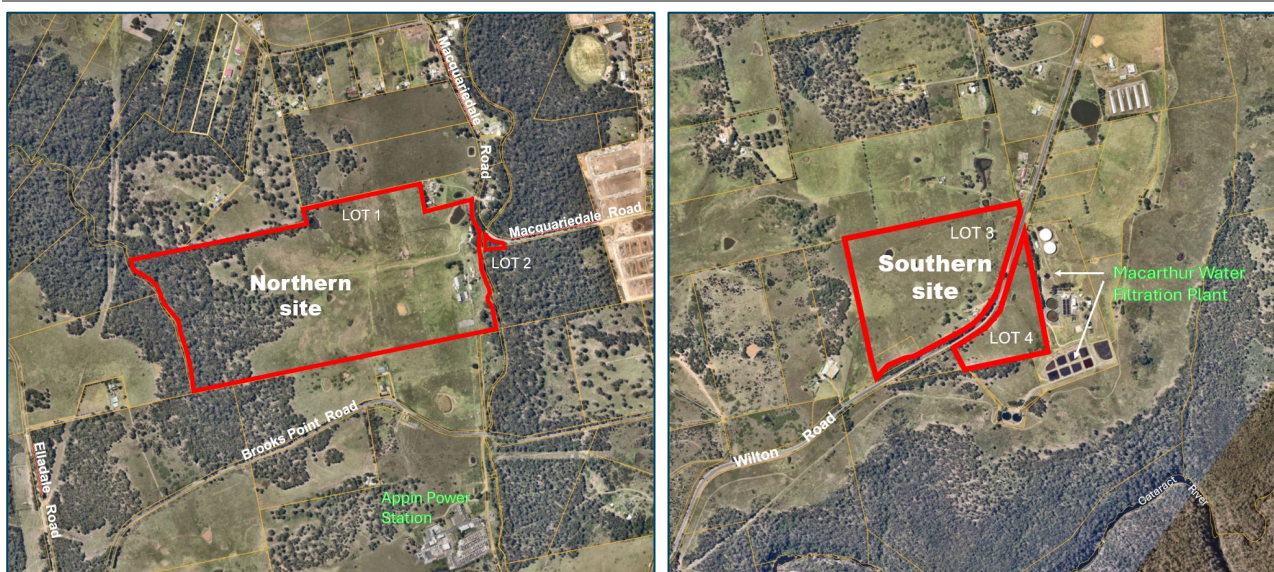 Macquariedale
Road
LOT 1
Macquariedale Road
LOT 2
Northern
site
Brooks Point Road
Elladale Road
Appin Power
Station
LOT 3
Southern
site
Macarthur Water
Filtration Plant
LOT 4
Wilton Road
Cataract River